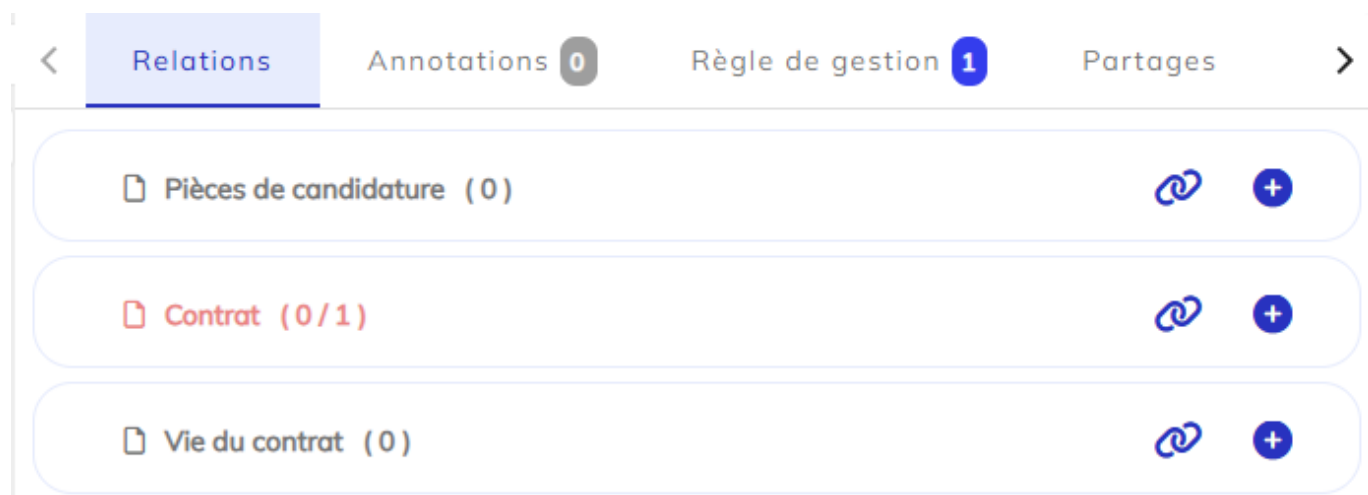 Relations Annotations 0 Règle de gestion 1 Partages
Pièces de candidature ( 0 )
Contrat ( 0 / 1 )
Vie du contrat ( 0 )